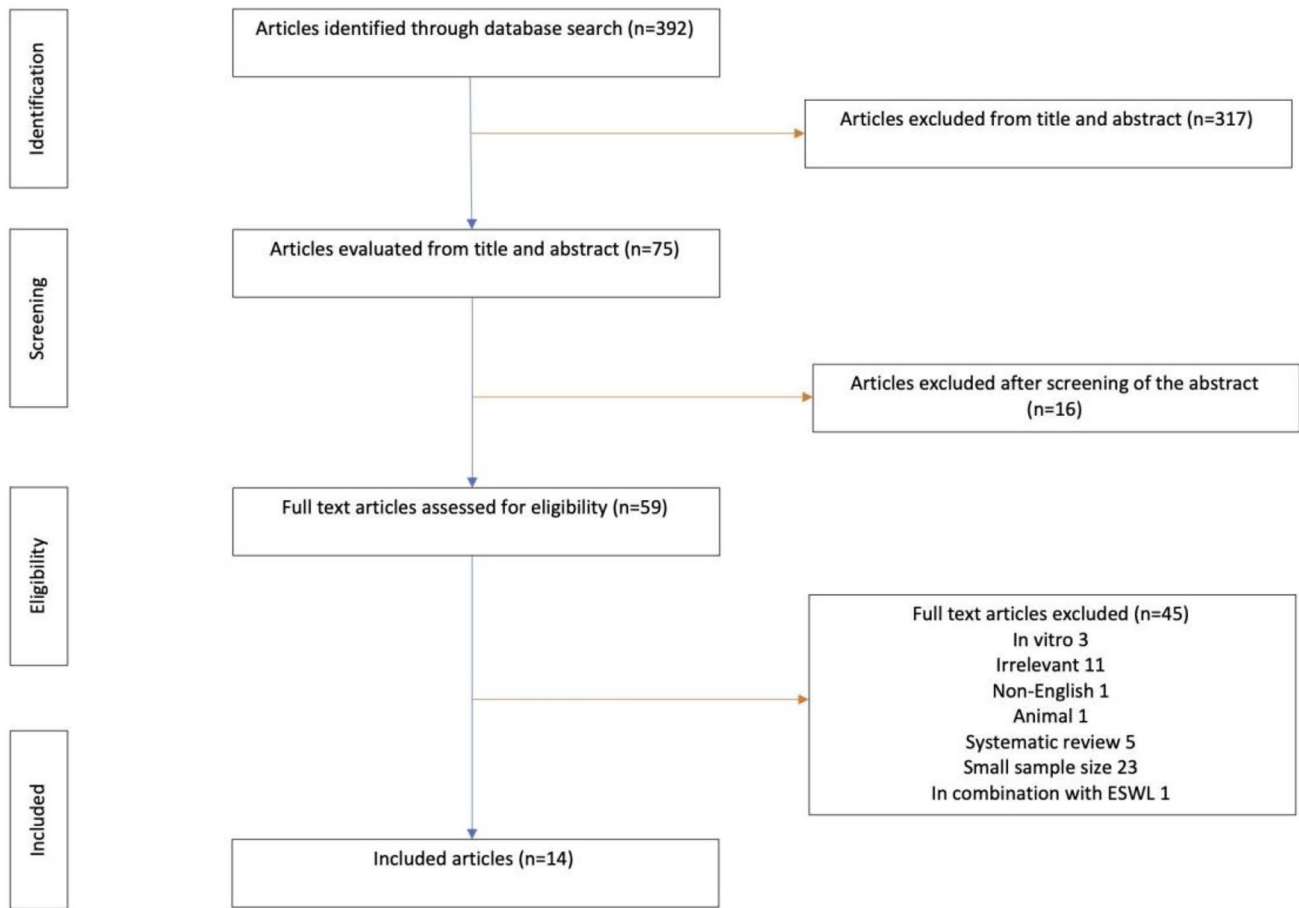 Identification
Articles identified through database search (n=392)
Articles excluded from title and abstract (n=317)
Screening
Articles evaluated from title and abstract (n=75)
Articles excluded after screening of the abstract
(n=16)
Eligibility
Full text articles assessed for eligibility (n=59)
Full text articles excluded (n=45)
In vitro 3
Irrelevant 11
Non-English 1
Animal 1
Systematic review 5
Small sample size 23
In combination with ESWL 1
Included
Included articles (n=14)